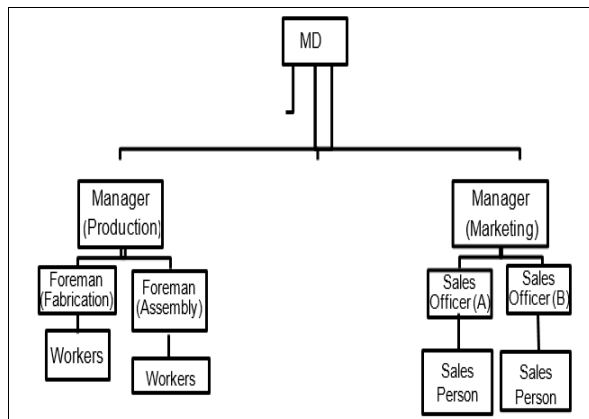 MD
Manager
(Production)
Manager
(Marketing)
Foreman
(Fabrication)
Foreman
(Assembly)
Sales
Officer (A)
Sales
Officer (B)
Workers
Workers
Sales
Person
Sales
Person